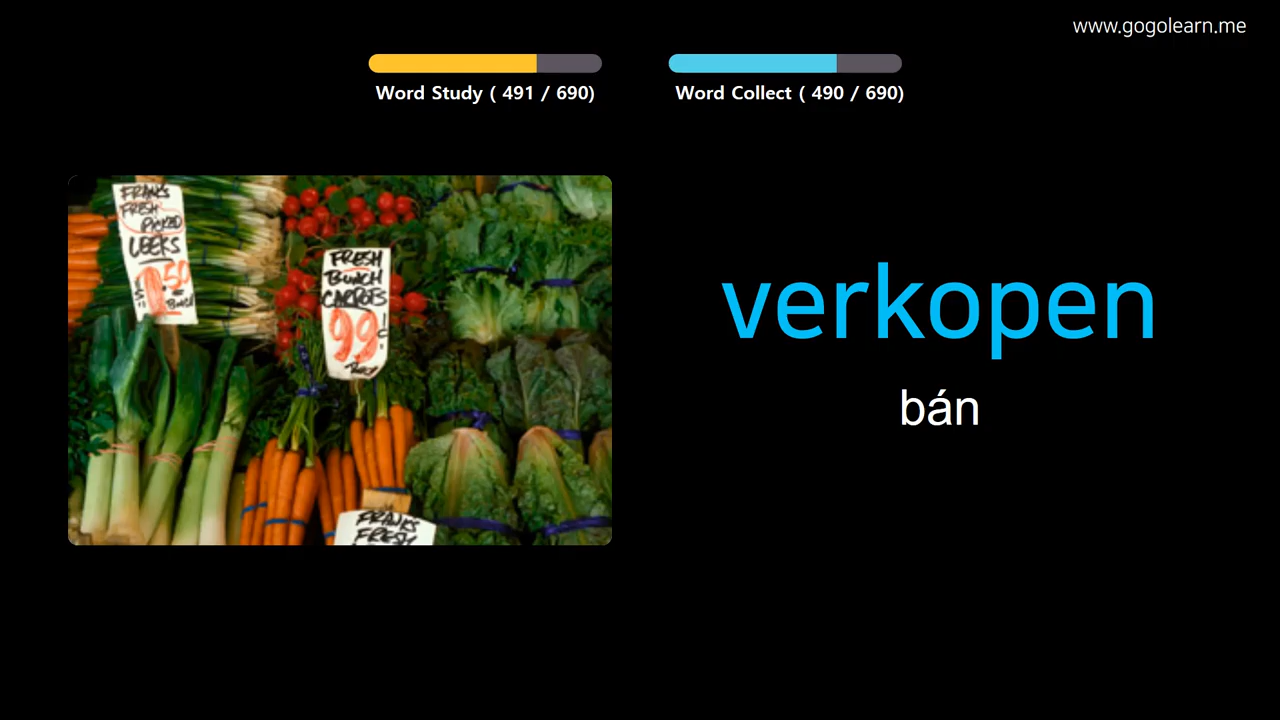 www.gogolearn.me
Word Study ( 491 / 690)
Word Collect ( 490 / 690)
FRANK'S
FRESH
PICKED
LEEKS
FRESH
BUNCH
CARROTS
99
FRANK'S
FRESH
verkopen
bán